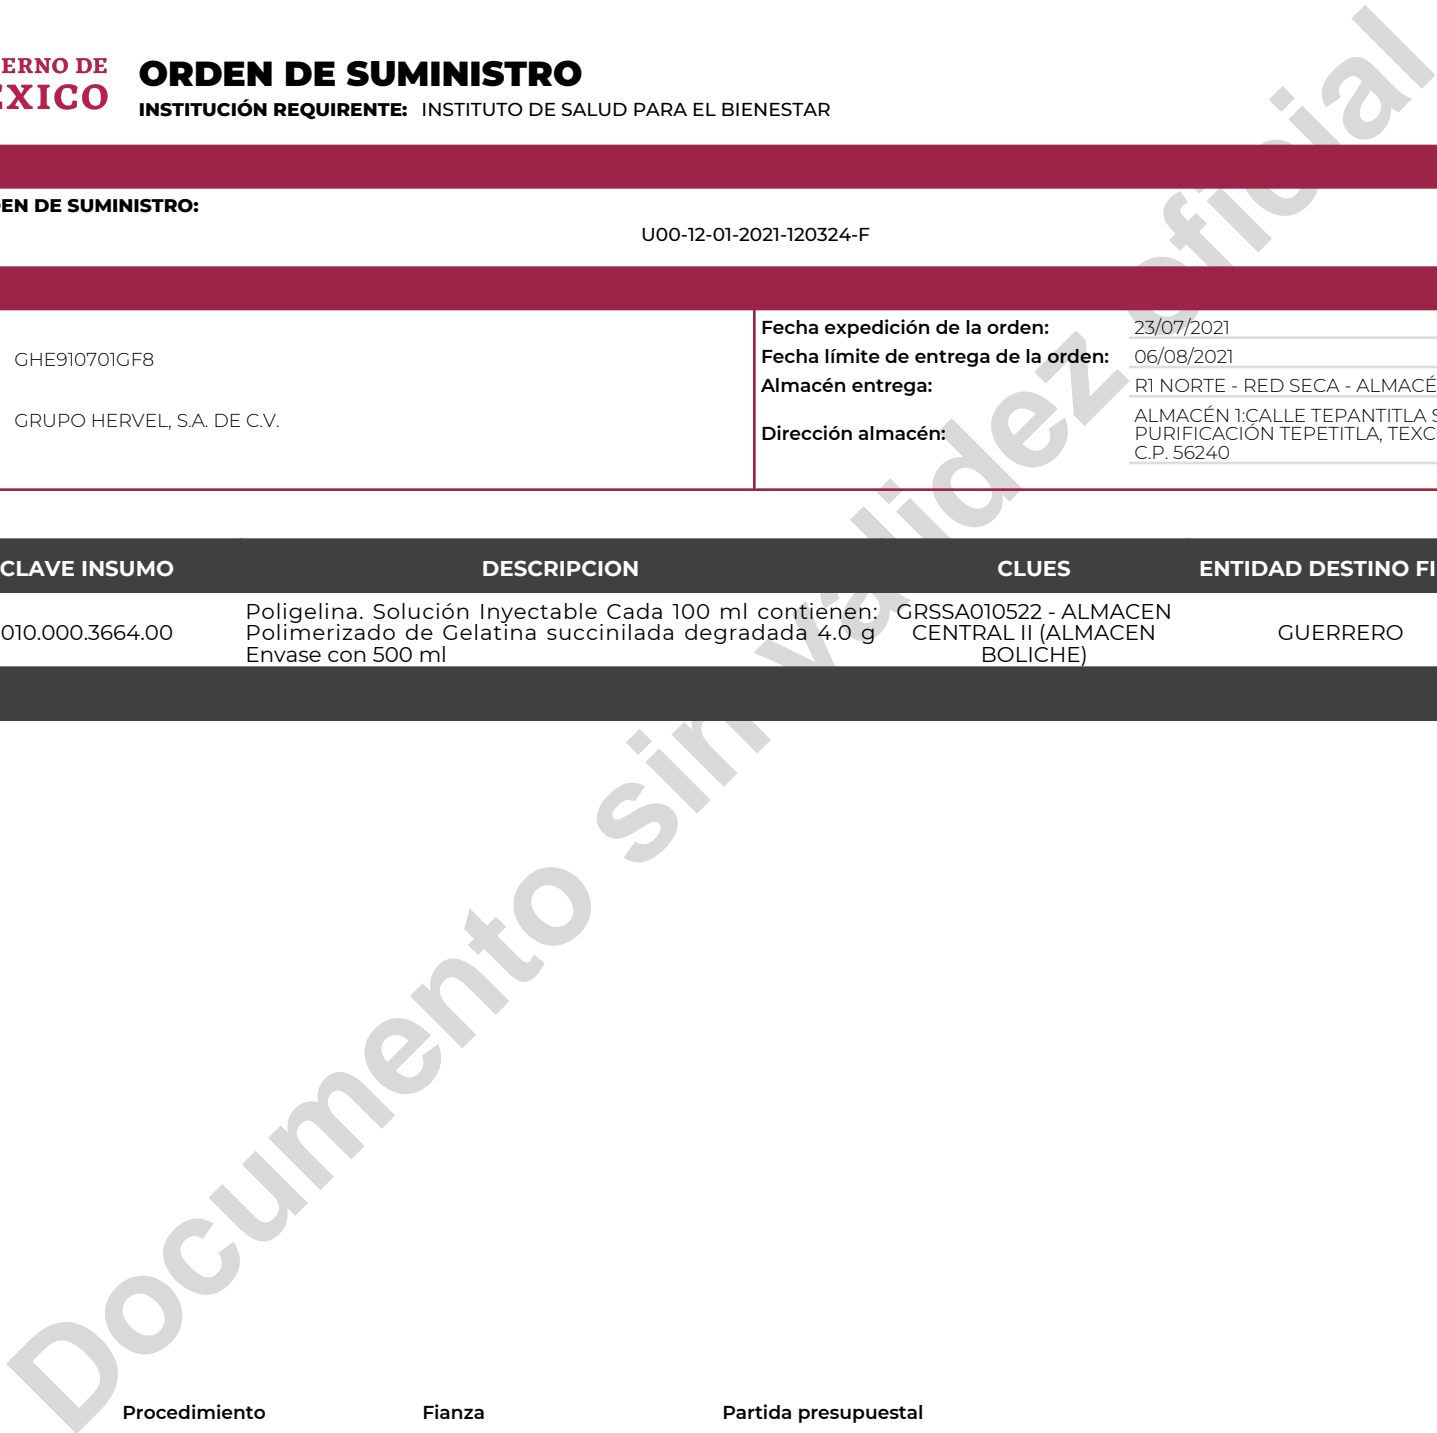 ERNO DE
EXICO
ORDEN DE SUMINISTRO
INSTITUCIÓN REQUIRENTE: INSTITUTO DE SALUD PARA EL BIENESTAR
EN DE SUMINISTRO:
U00-12-01-2021-120324-F
GHE910701GF8
GRUPO HERVEL, S.A. DE C.V.
Fecha expedición de la orden: 23/07/2021
Fecha límite de entrega de la orden: 06/08/2021
Almacén entrega: R1 NORTE - RED SECA - ALMACÉ
Dirección almacén:
ALMACÉN 1:CALLE TEPANTITLA S
PURIFICACIÓN TEPETITLA, TEXC
C.P. 56240
CLAVE INSUMO DESCRIPCION CLUES ENTIDAD DESTINO FI
010.000.3664.00
Poligelina. Solución Inyectable Cada 100 ml contienen:
Polimerizado de Gelatina succinilada degradada 4.0 g
Envase con 500 ml
GRSSA010522 - ALMACEN
CENTRAL II (ALMACEN
BOLICHE)
GUERRERO
Documento sin validez oficial
Procedimiento Fianza Partida presupuestal